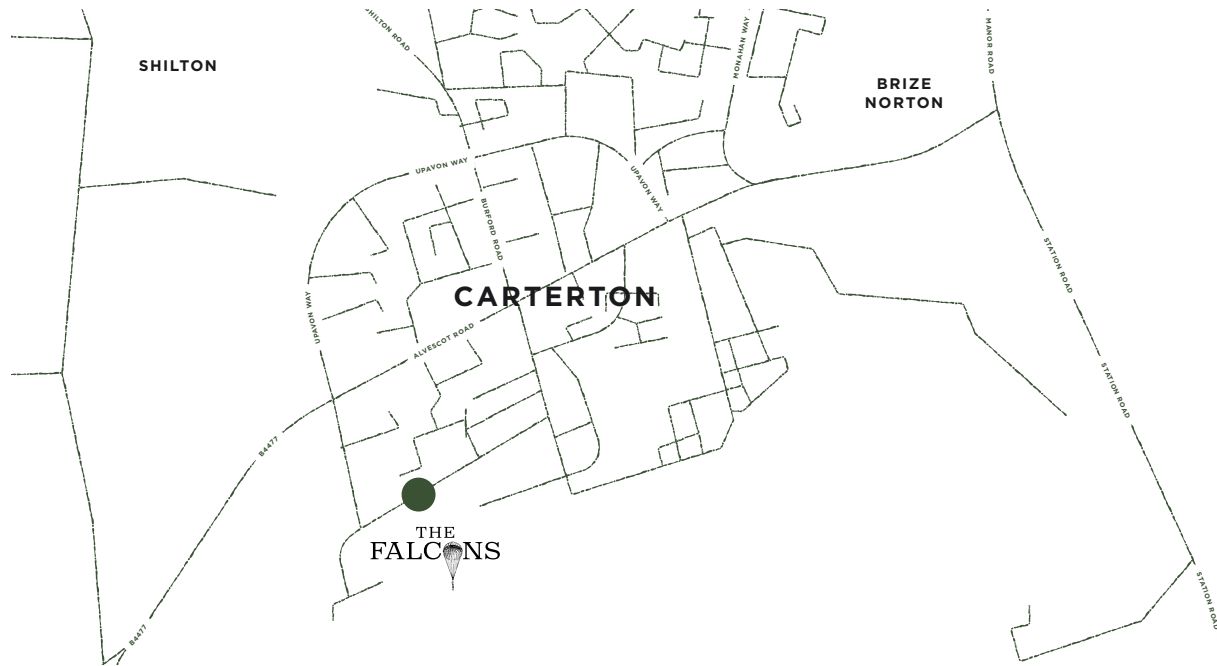 SHILTON ROAD
MONAHAN WAY
MANOR ROAD
SHILTON
BRIZE
NORTON
UPAVON WAY
UPAVON WAY
BURFORD ROAD
STATION ROAD
CARTERTON
UPAVON WAY
ALVESCOT ROAD
STATION ROAD
B4477
THE
FALCONS
STATION ROAD
B4477